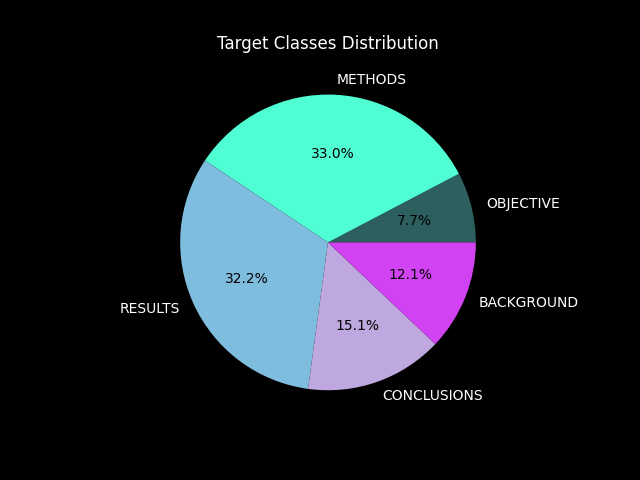 Target Classes Distribution
METHODS
33.0%
OBJECTIVE
7.7%
32.2%
12.1%
RESULTS
BACKGROUND
15.1%
CONCLUSIONS